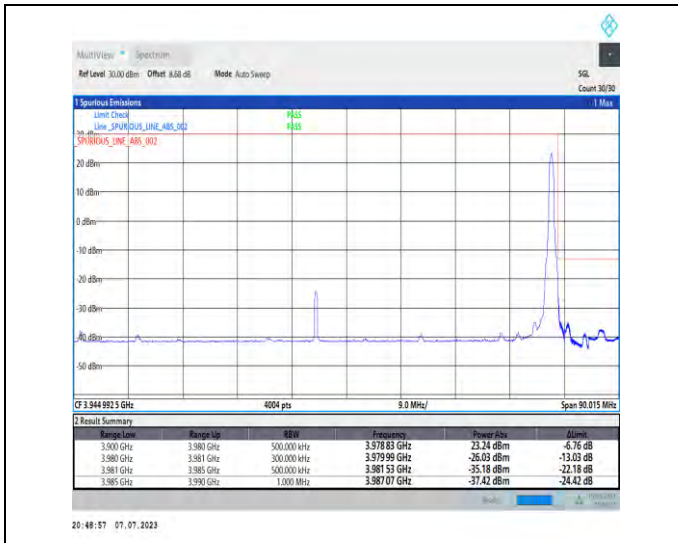 MultiView Spectrum
Ref Level 30.00 dBm Offset 8.68 dB Mode Auto Sweep SGL
Count 30/30
1 Spurious Emissions 1 Max
Limit Check PASS
Line _SPURIOUS_LINE_ABS_002 PASS
_SPURIOUS_LINE_ABS_002
20 dBm
10 dBm
0 dBm
-10 dBm
-20 dBm
-30 dBm
-40 dBm
-50 dBm
CF 3.944 992 5 GHz 4004 pts 9.0 MHz/ Span 90.015 MHz
2 Result Summary
Range Low Range Up RBW Frequency Power Abs ΔLimit
3.900 GHz 3.980 GHz 500.000 kHz 3.978 83 GHz 23.24 dBm -6.76 dB
3.980 GHz 3.981 GHz 300.000 kHz 3.979 99 GHz -26.03 dBm -13.03 dB
3.981 GHz 3.985 GHz 500.000 kHz 3.981 53 GHz -35.18 dBm -22.18 dB
3.985 GHz 3.990 GHz 1.000 MHz 3.987 07 GHz -37.42 dBm -24.42 dB
20:48:57 07.07.2023